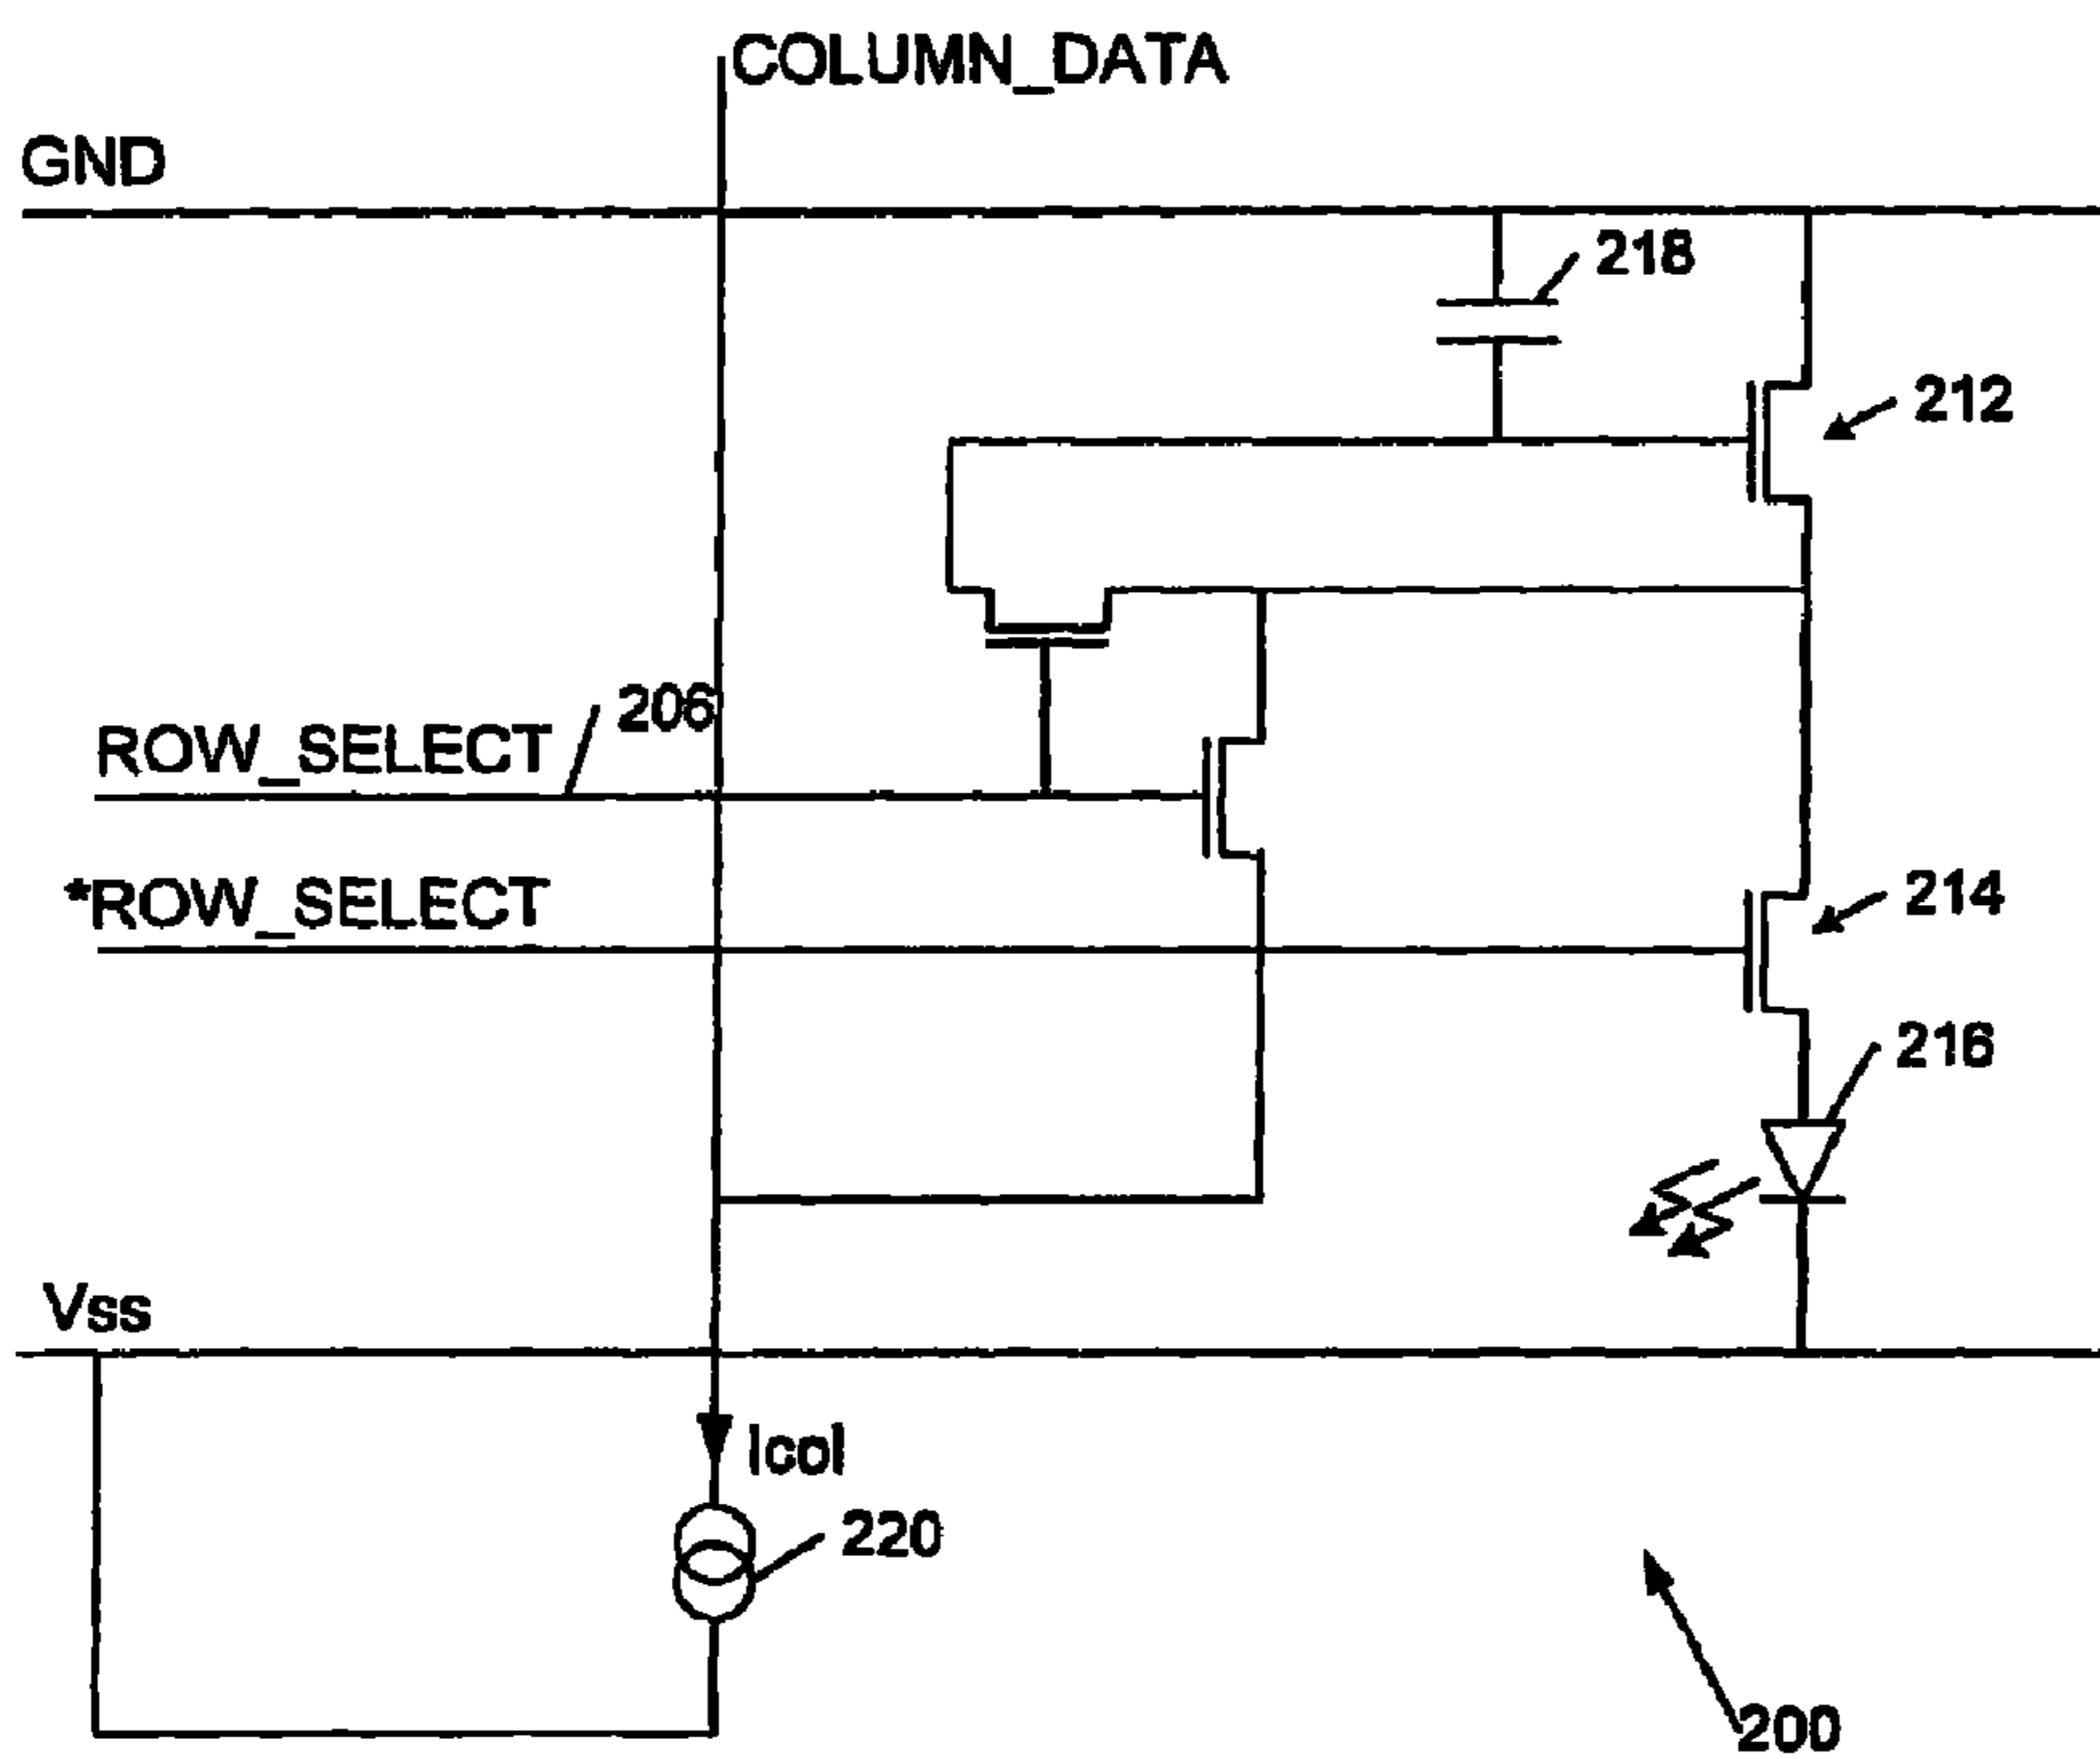 COLUMN_DATA
GND
218
212
206
ROW_SELECT
*ROW_SELECT
214
216
Vss
Icol
220
200